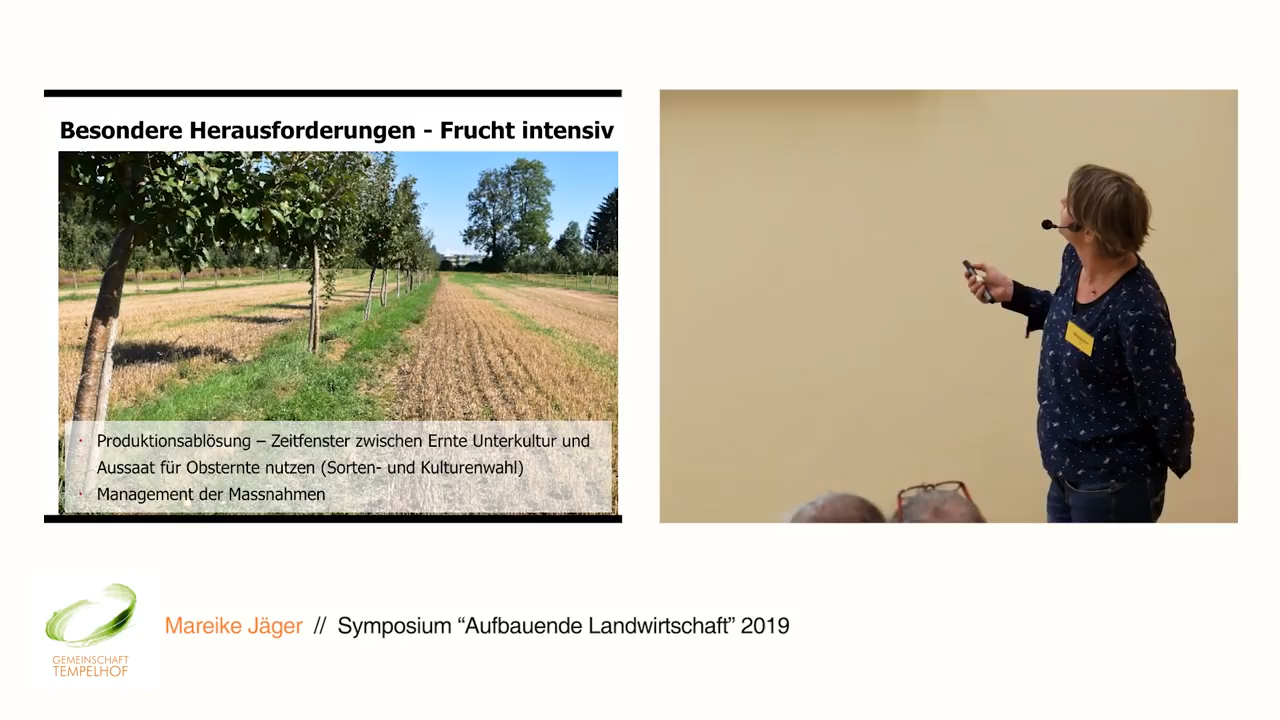 Besondere Herausforderungen - Frucht intensiv
Produktionsablösung – Zeitfenster zwischen Ernte Unterkultur und
Aussaat für Obsternte nutzen (Sorten- und Kulturenwahl)
Management der Massnahmen
GEMEINSCHAFT
TEMPELHOF
Mareike Jäger // Symposium “Aufbauende Landwirtschaft” 2019